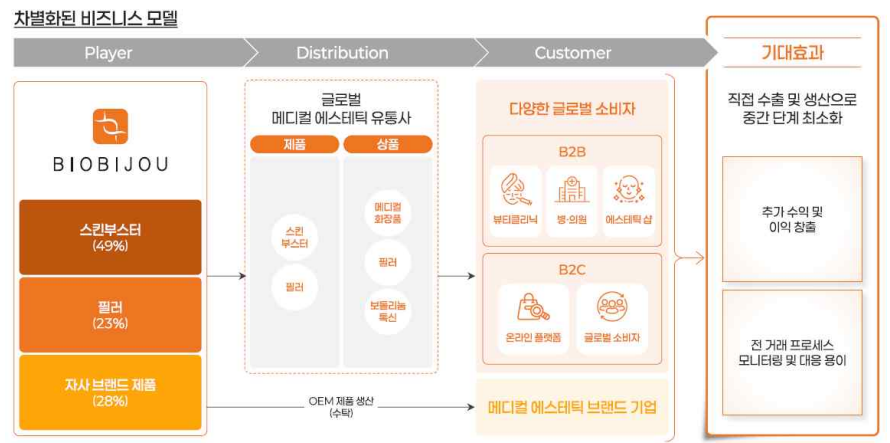 차별화된 비즈니스 모델
Player
Distribution
Customer
기대효과
BIOBIJOU
스킨부스터
(49%)
필러
(23%)
자사 브랜드 제품
(28%)
글로벌
메디컬 에스테틱 유통사
제품
상품
스킨
부스터
필러
메디컬
화장품
필러
보툴리눔
톡신
OEM 제품 생산
(수탁)
다양한 글로벌 소비자
B2B
뷰티클리닉
병·의원
에스테틱 샵
B2C
온라인 플랫폼
글로벌 소비자
메디컬 에스테틱 브랜드 기업
직접 수출 및 생산으로
중간 단계 최소화
추가 수익 및
이익 창출
전 거래 프로세스
모니터링 및 대응 용이